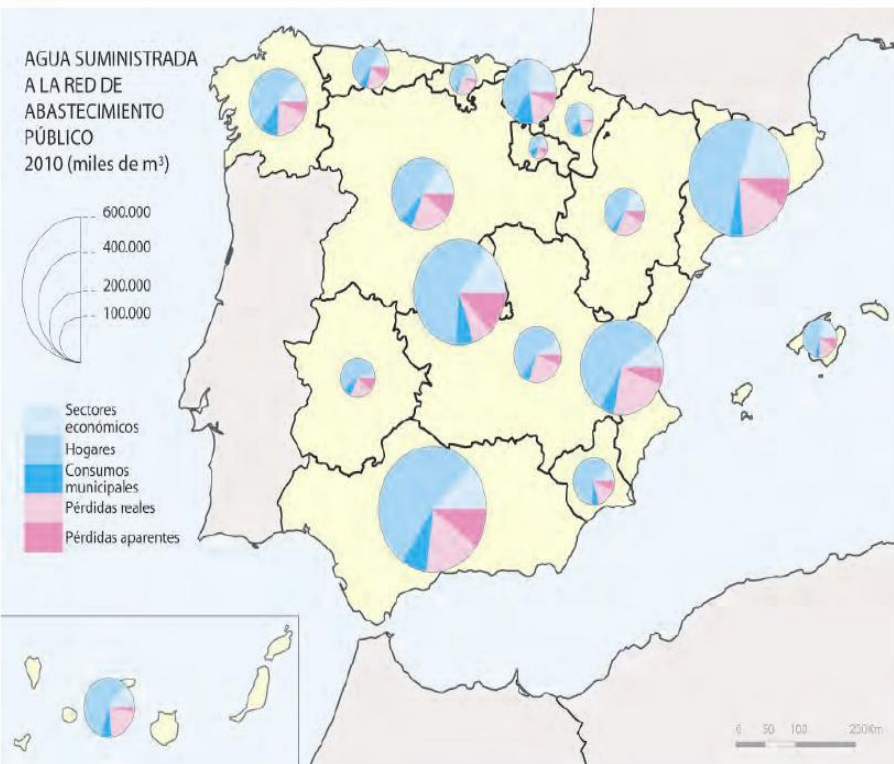 AGUA SUMINISTRADA
A LA RED DE
ABASTECIMIENTO
PÚBLICO
2010 (miles de m³)
600.000
400.000
200.000
100.000
Sectores
económicos
Hogares
Consumos
municipales
Pérdidas reales
Pérdidas aparentes
0 50 100 200Km